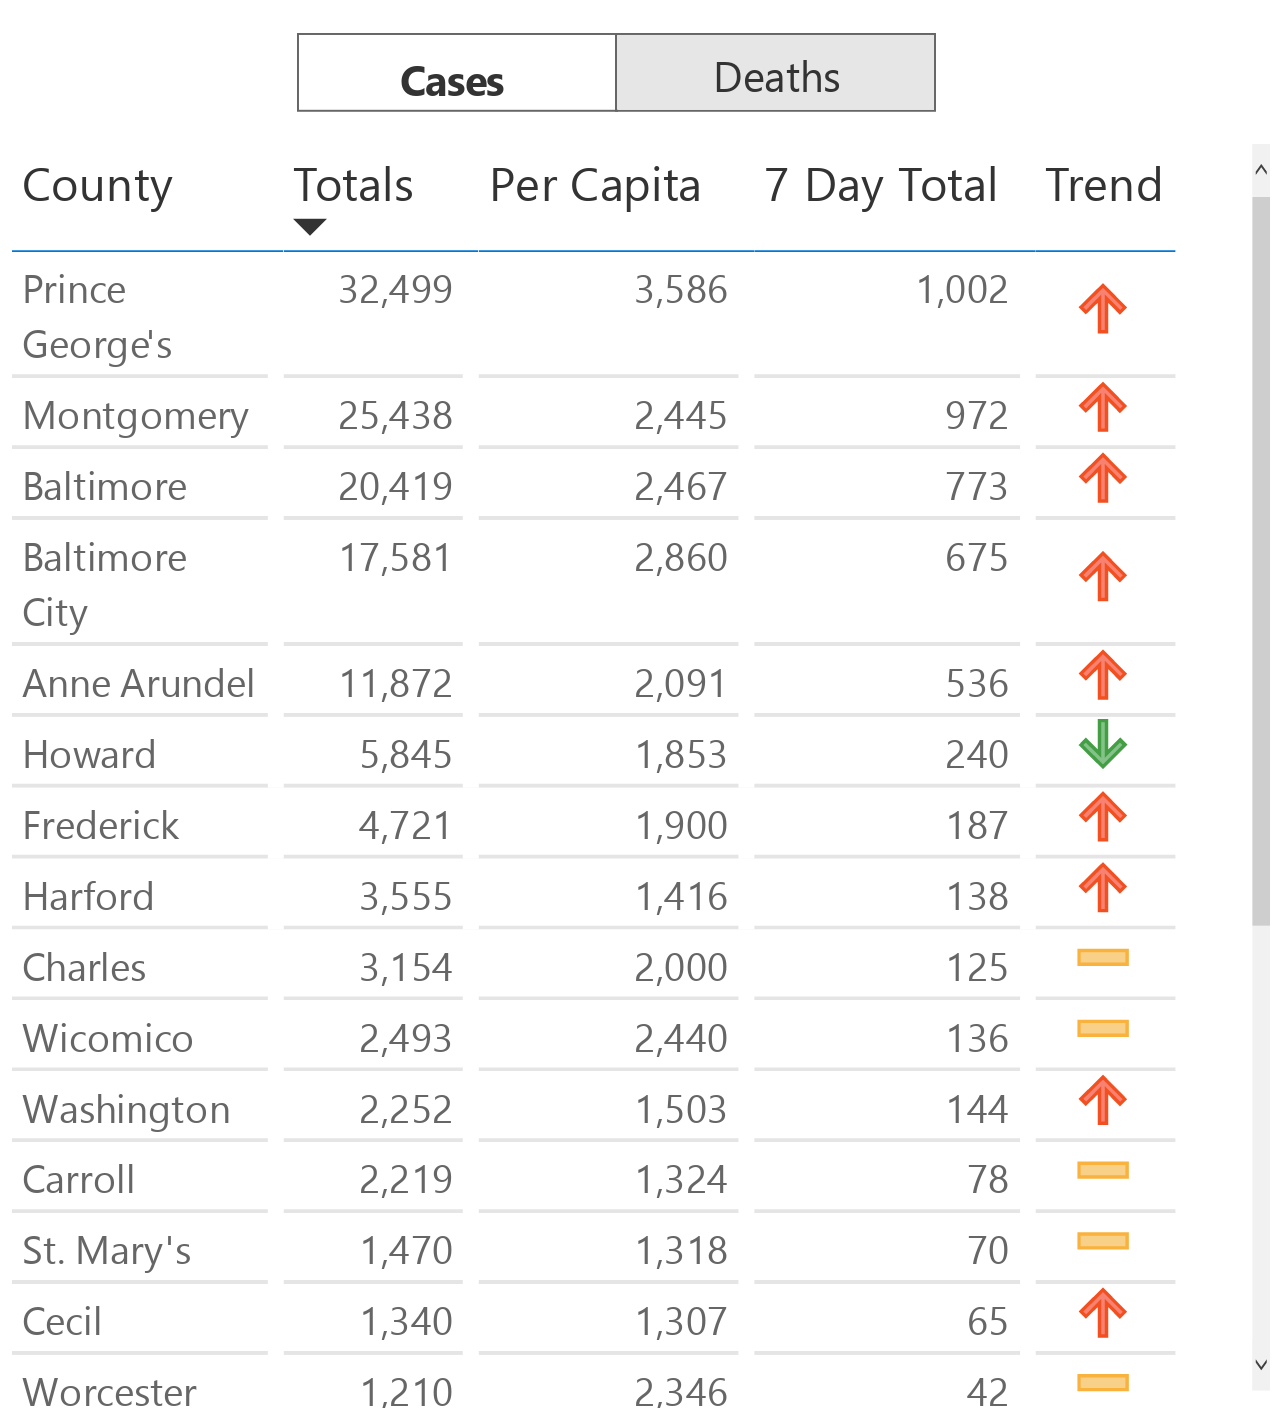 Cases Deaths
County Totals Per Capita 7 Day Total Trend
Prince 32,499 3,586 1,002
George's
Montgomery 25,438 2,445 972
Baltimore 20,419 2,467 773
Baltimore 17,581 2,860 675
City
Anne Arundel 11,872 2,091 536
Howard 5,845 1,853 240
Frederick 4,721 1,900 187
Harford 3,555 1,416 138
Charles 3,154 2,000 125
Wicomico 2,493 2,440 136
Washington 2,252 1,503 144
Carroll 2,219 1,324 78
St. Mary's 1,470 1,318 70
Cecil 1,340 1,307 65
Worcester 1,210 2,346 42